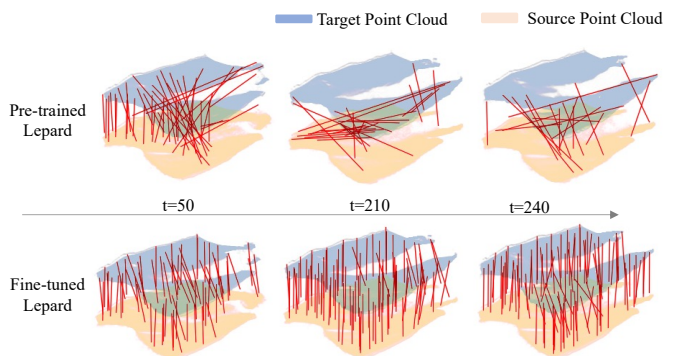 Target Point Cloud
Source Point Cloud
Pre-trained
Lepard
t=50
t=210
t=240
Fine-tuned
Lepard